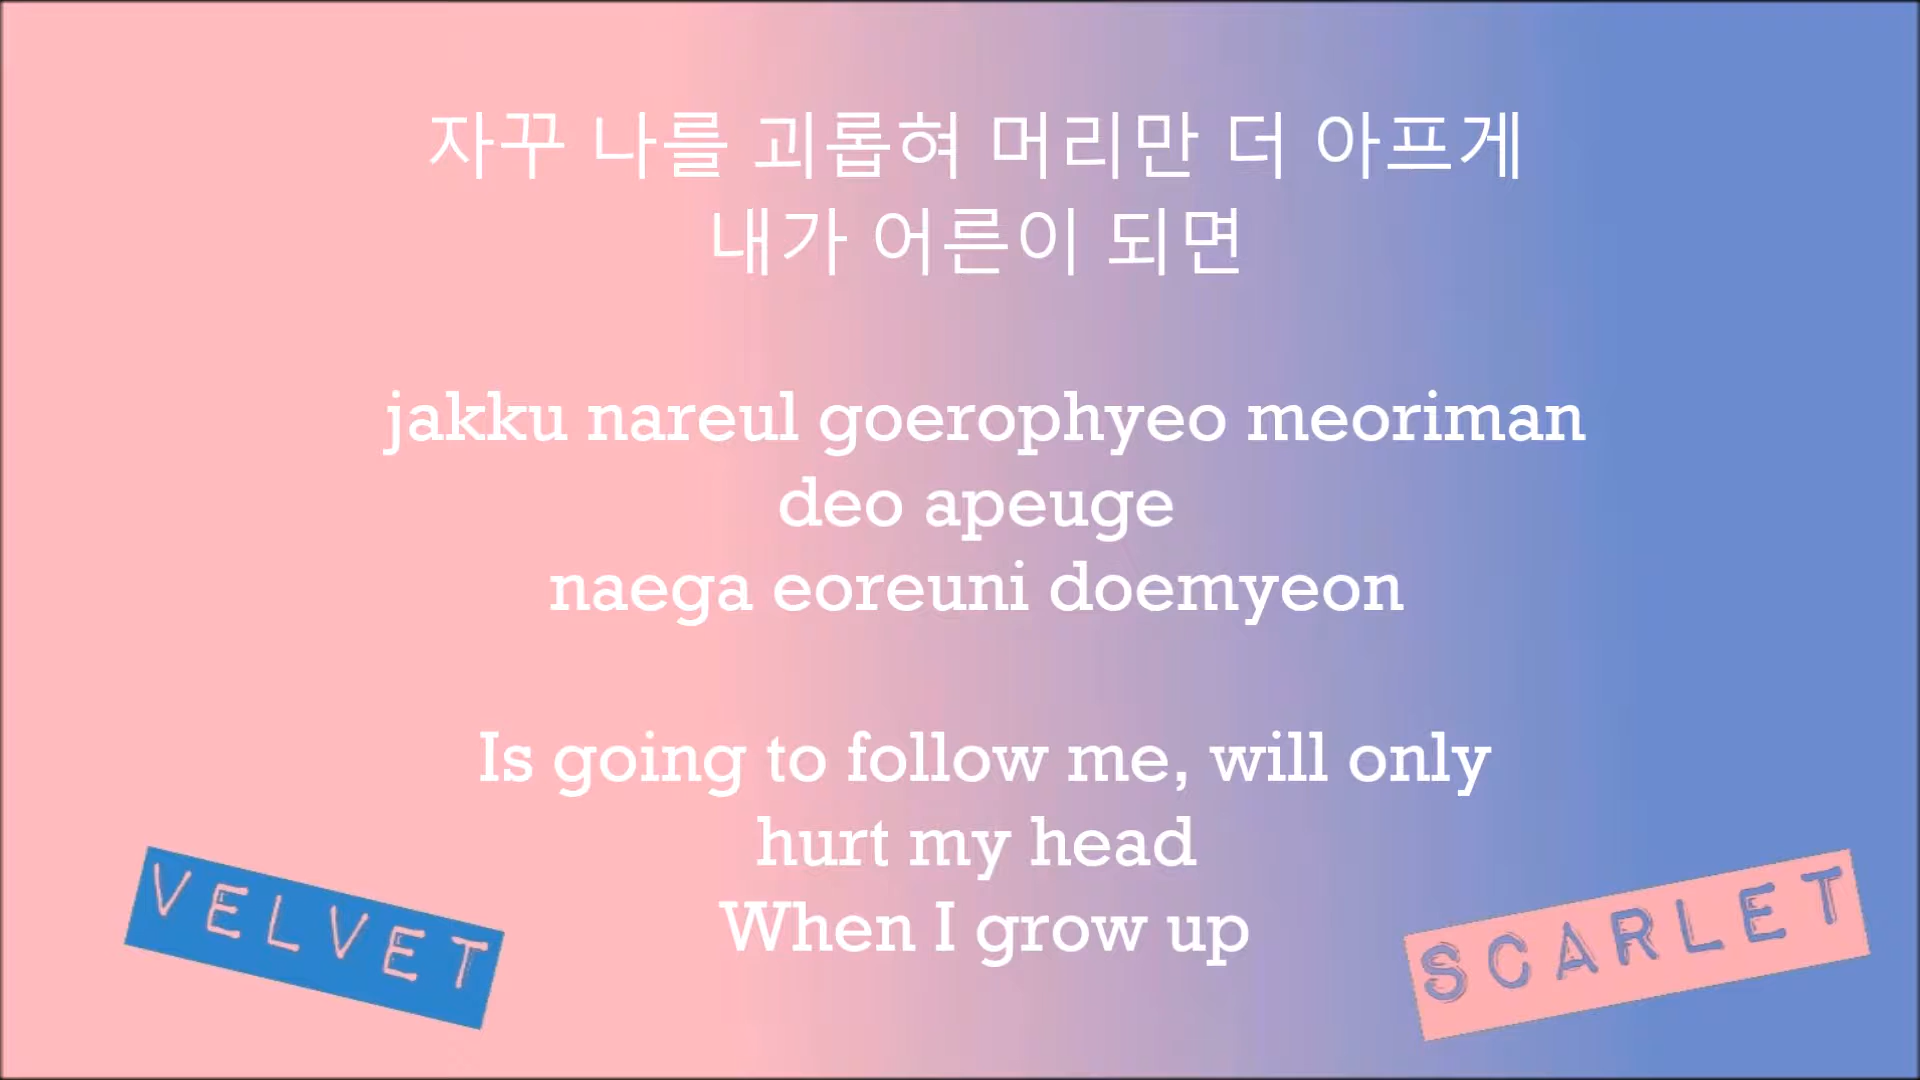 자꾸 나를 괴롭혀 머리만 더 아프게
내가 어른이 되면
jakku nareul goerophyeo meoriman
deo apeuge
naega eoreuni doemyeon
Is going to follow me, will only
hurt my head
When I grow up
VELVET
SCARLET